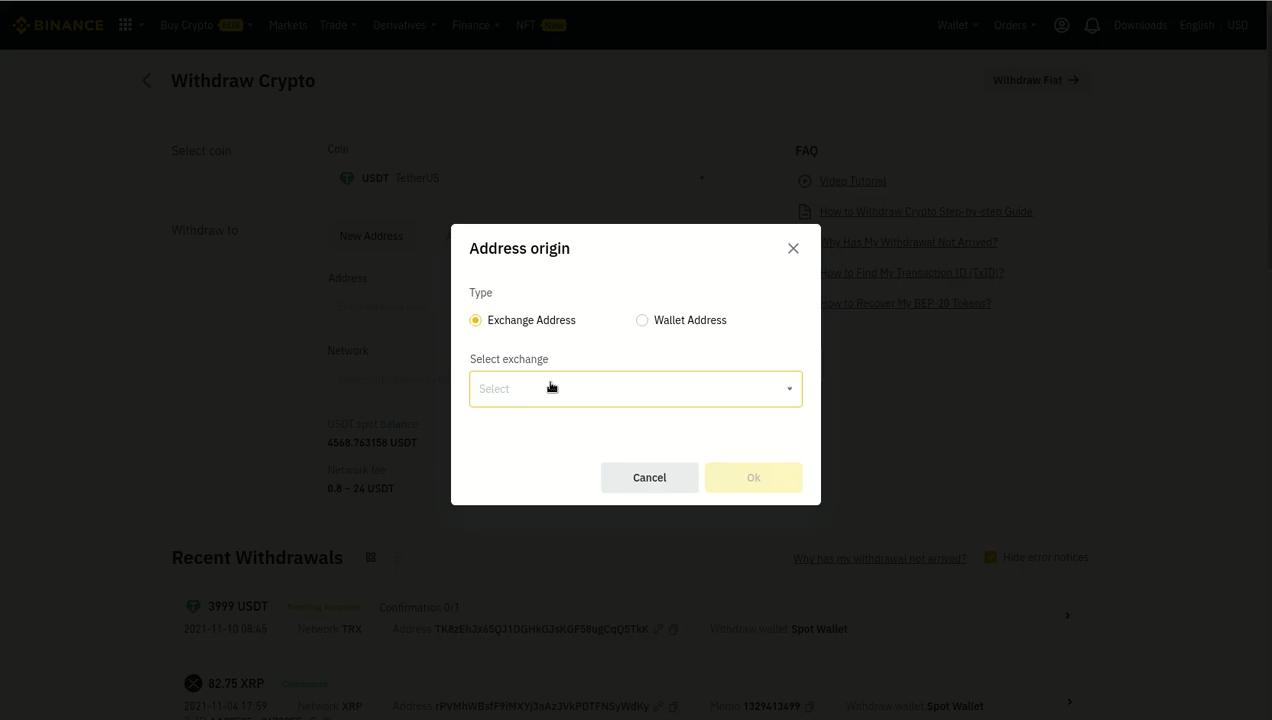 BINANCE Buy Crypto Markets Trade Derivatives Finance NFT New Wallet Orders Downloads English USD
Withdraw Crypto
Withdraw Fiat
Select coin
Coin
USDT TetherUS
Withdraw to
New Address
Address
Network
USDT spot balance
4568.763158 USDT
Network fee
0.8 – 24 USDT
FAQ
Video Tutorial
How to Withdraw Crypto Step-by-step Guide
Why Has My Withdrawal Not Arrived?
How to Find My Transaction ID (TxID)?
How to Recover My BEP-20 Tokens?
Address origin
Type
Exchange Address Wallet Address
Select exchange
Select
Cancel Ok
Recent Withdrawals
Why has my withdrawal not arrived? Hide error notices
3999 USDT Confirmation 0/1
2021-11-10 08:45 Network TRX Address Withdraw wallet Spot Wallet
82.75 XRP Completed
2021-11-04 17:59 Network XRP Address Memo 1329413499 Withdraw wallet Spot Wallet